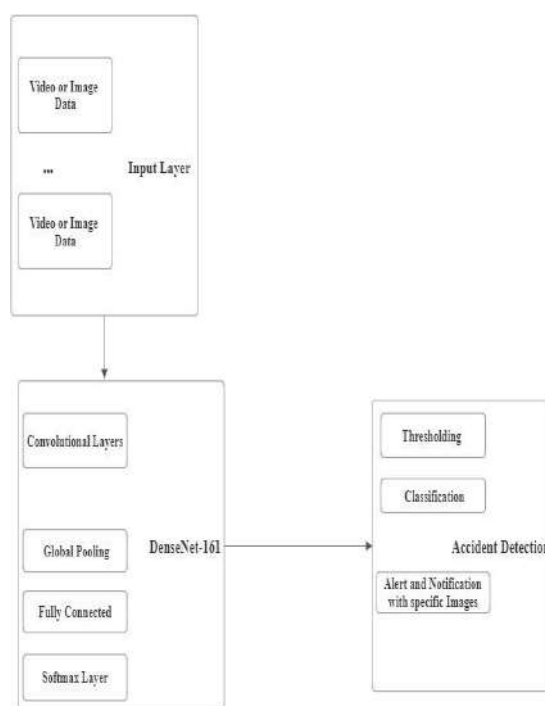 Video or Image
Data
...
Input Layer
Video or Image
Data
Convolutional Layers
Global Pooling
DenseNet-161
Fully Connected
Softmax Layer
Thresholding
Classification
Accident Detection
Alert and Notification
with specific Images